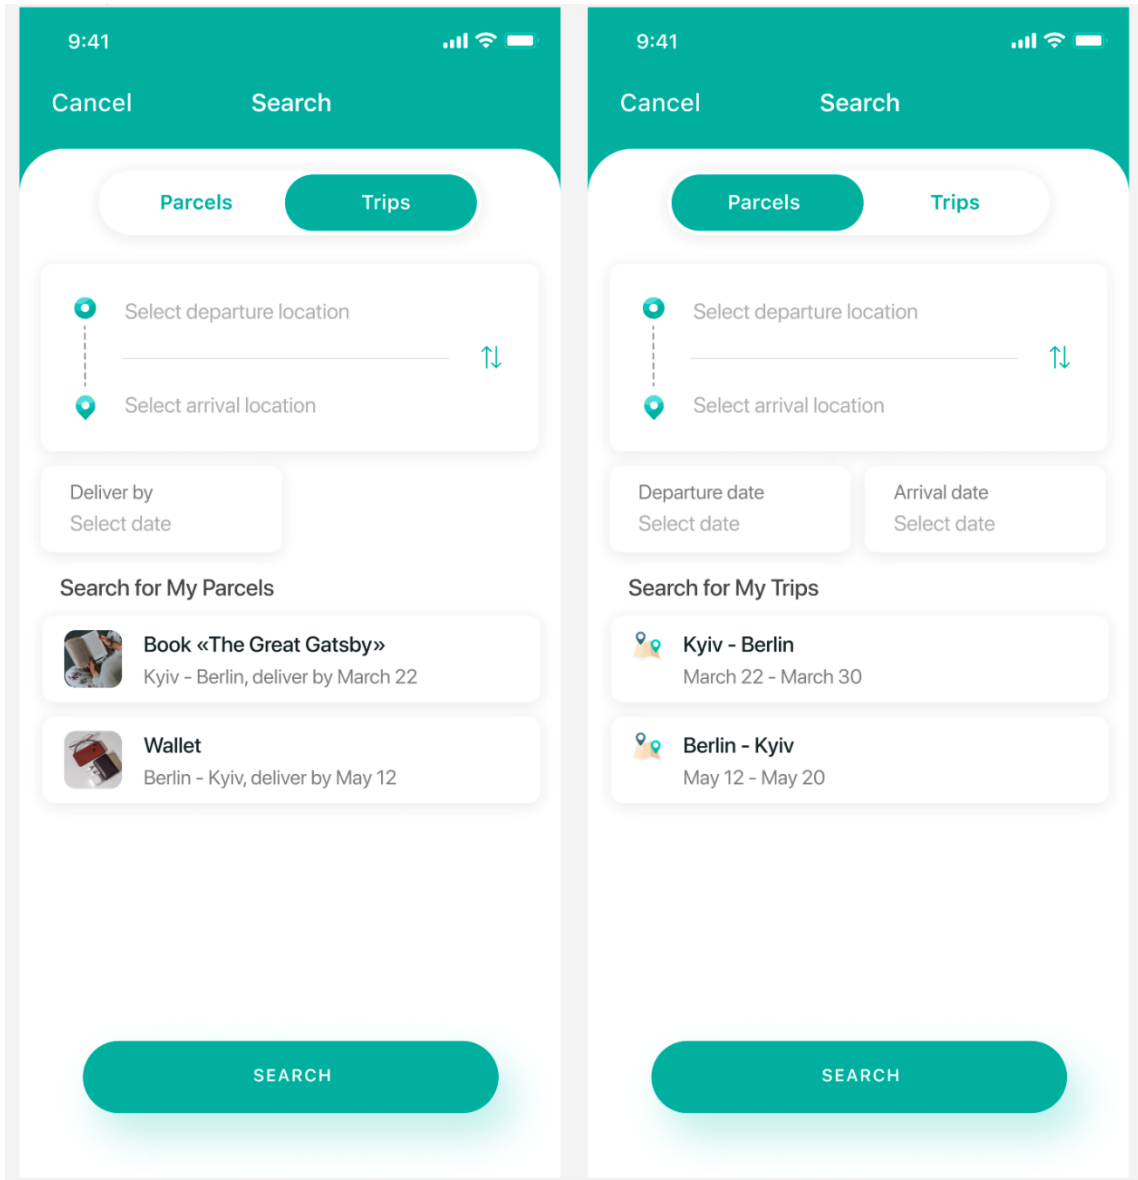 9:41
Cancel
Search
Parcels
Trips
Select departure location
Select arrival location
Deliver by
Select date
Search for My Parcels
Book «The Great Gatsby»
Kyiv - Berlin, deliver by March 22
Wallet
Berlin - Kyiv, deliver by May 12
SEARCH
9:41
Cancel
Search
Parcels
Trips
Select departure location
Select arrival location
Departure date
Select date
Arrival date
Select date
Search for My Trips
Kyiv - Berlin
March 22 - March 30
Berlin - Kyiv
May 12 - May 20
SEARCH